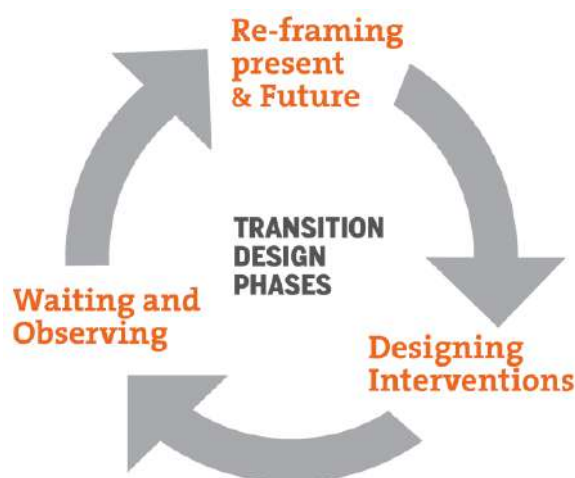 Re-framing
present
& Future
TRANSITION
DESIGN
PHASES
Waiting and
Observing
Designing
Interventions